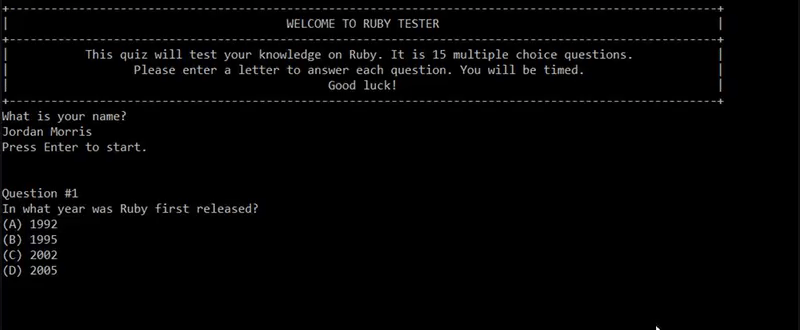 WELCOME TO RUBY TESTER
This quiz will test your knowledge on Ruby. It is 15 multiple choice questions.
Please enter a letter to answer each question. You will be timed.
Good luck!
What is your name?
Jordan Morris
Press Enter to start.
Question #1
In what year was Ruby first released?
(A) 1992
(B) 1995
(C) 2002
(D) 2005